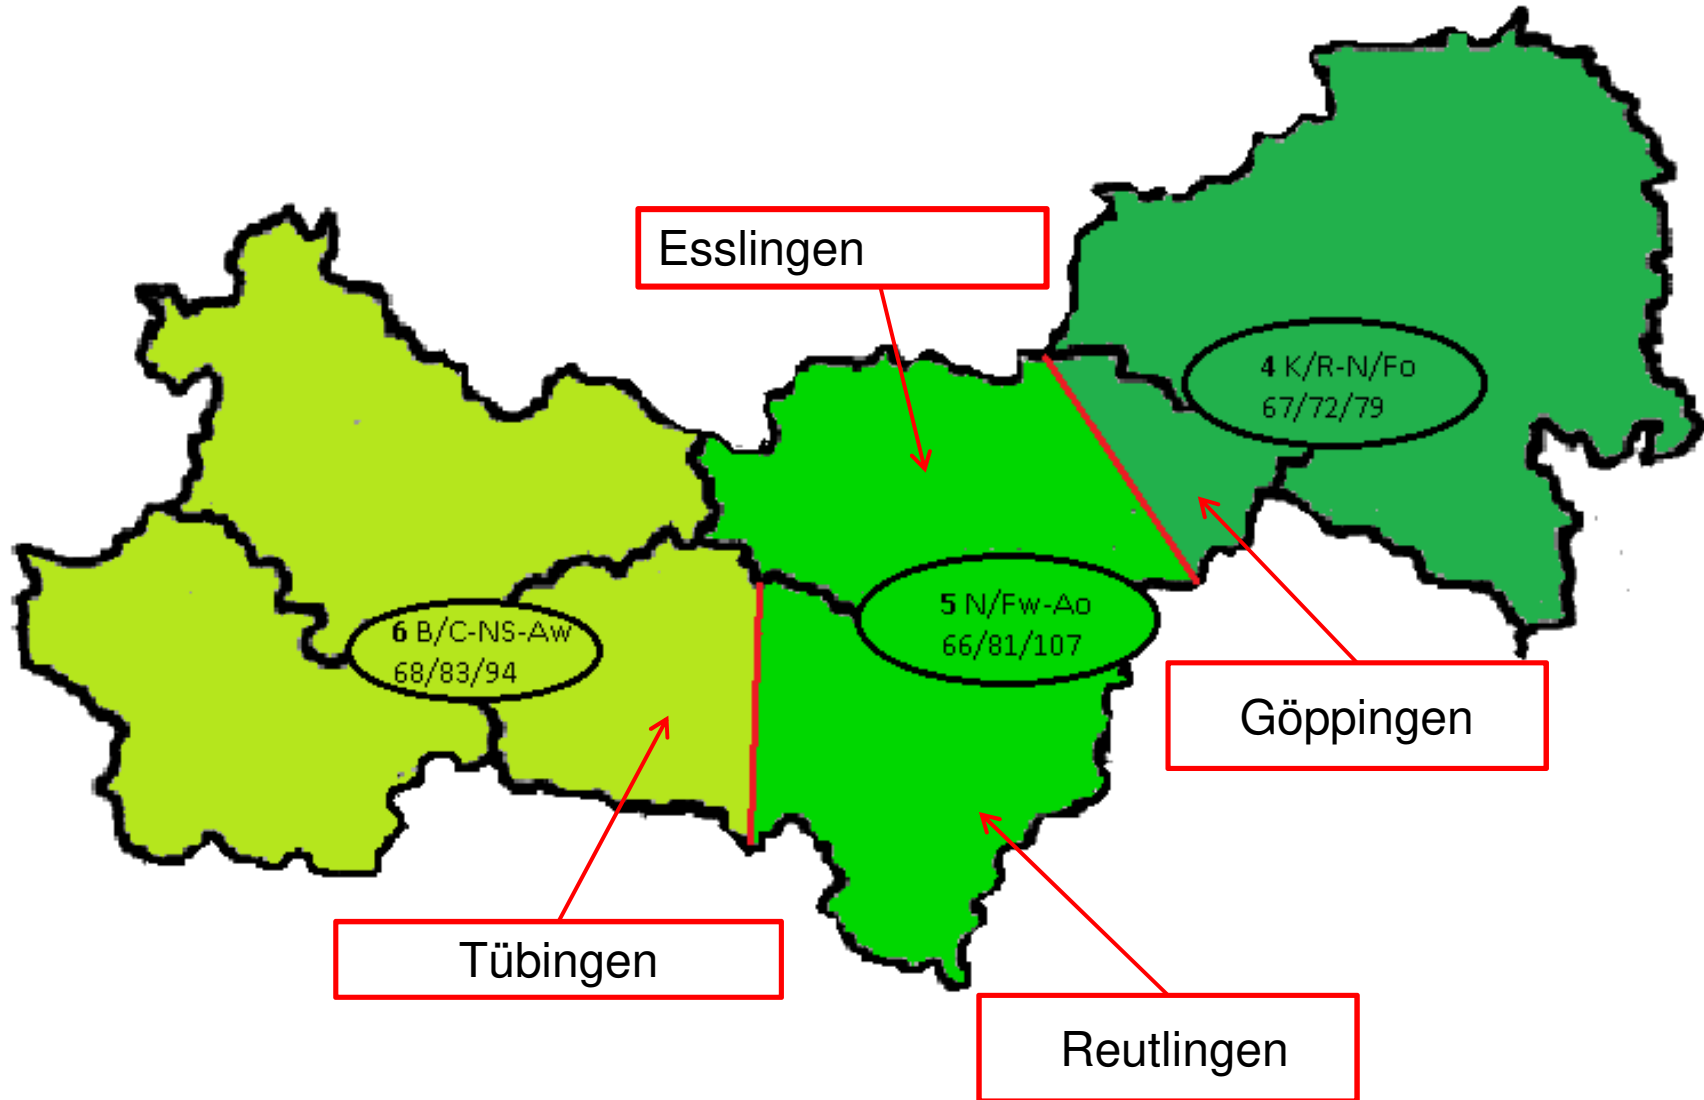 Esslingen
4 K/R-N/Fo
67/72/79
5 N/Fw-Ao
66/81/107
6 B/C-NS-Aw
68/83/94
Göppingen
Tübingen
Reutlingen